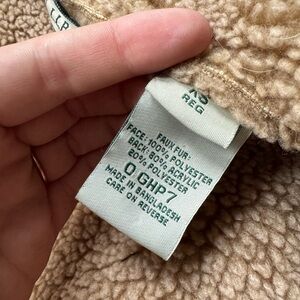 XS
REG
FAUX FUR:
FACE: 100% POLYESTER
BACK: 80% ACRYLIC
20% POLYESTER
0 GHP7
MADE IN BANGLADESH
CARE ON REVERSE